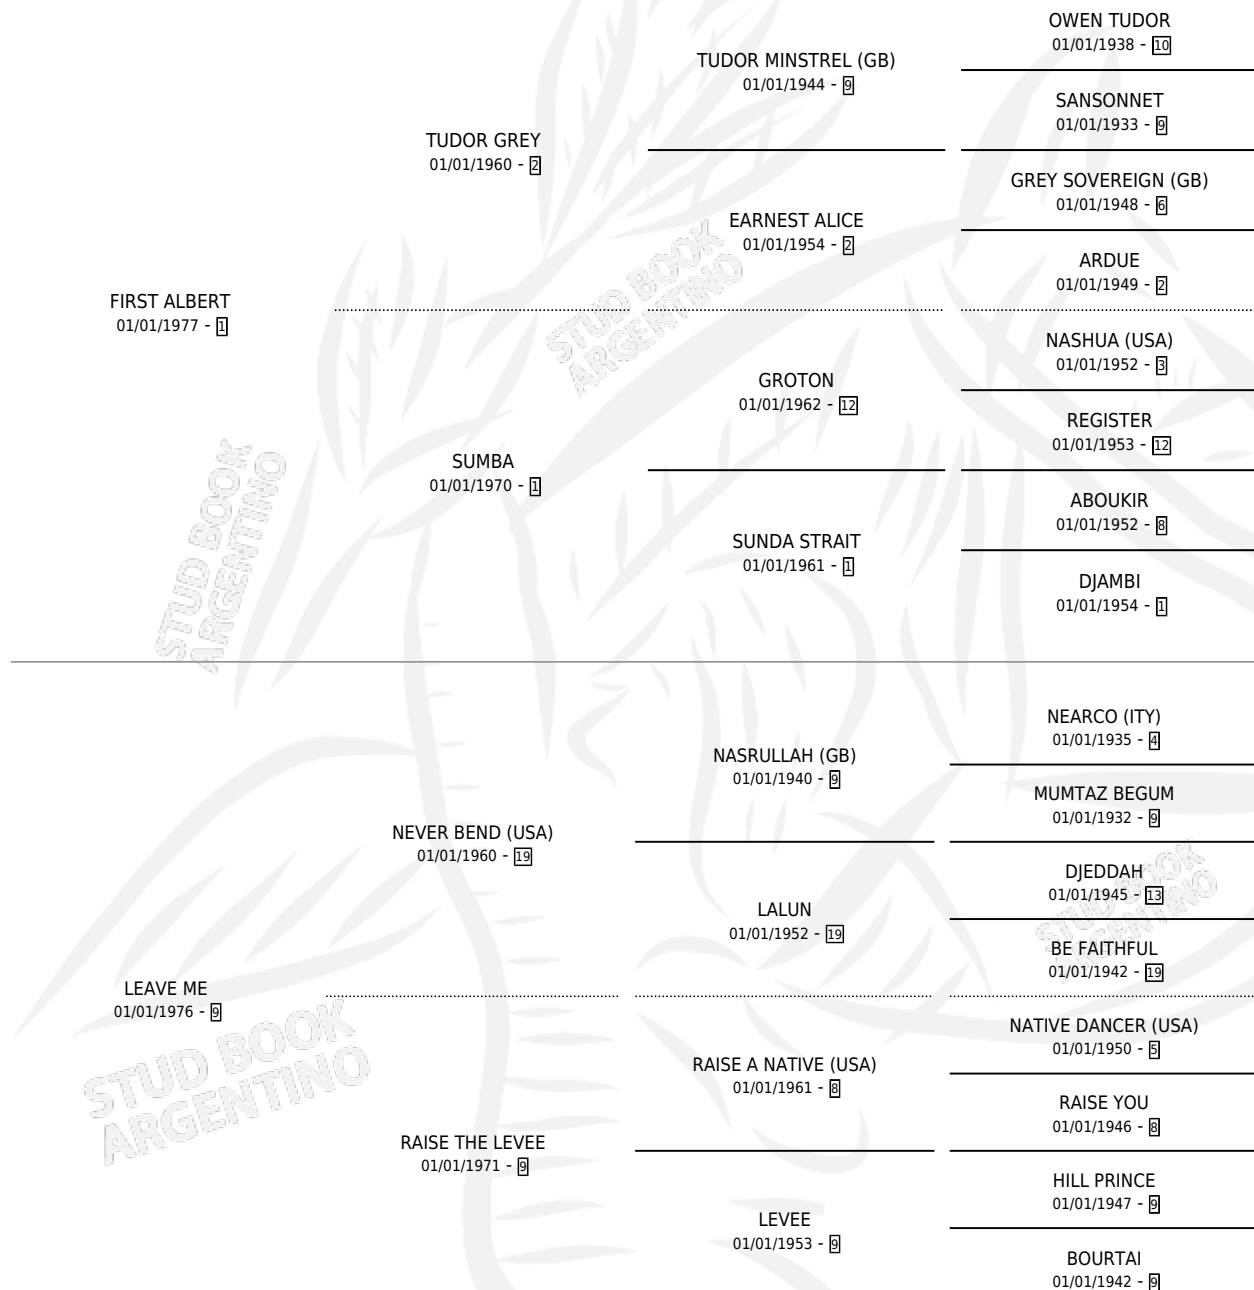 OWEN TUDOR
01/01/1938 - 10
TUDOR MINSTREL (GB)
01/01/1944 - 9
SANSONNET
01/01/1933 - 9
TUDOR GREY
01/01/1960 - 2
GREY SOVEREIGN (GB)
01/01/1948 - 6
EARNEST ALICE
01/01/1954 - 2
ARDUE
01/01/1949 - 2
FIRST ALBERT
01/01/1977 - 1
NASHUA (USA)
01/01/1952 - 3
GROTON
01/01/1962 - 12
REGISTER
01/01/1953 - 12
SUMBA
01/01/1970 - 1
ABOUKIR
01/01/1952 - 8
SUNDA STRAIT
01/01/1961 - 1
DJAMBI
01/01/1954 - 1
NEARCO (ITY)
01/01/1935 - 4
NASRULLAH (GB)
01/01/1940 - 9
MUMTAZ BEGUM
01/01/1932 - 9
NEVER BEND (USA)
01/01/1960 - 19
DJEDDAH
01/01/1945 - 13
LALUN
01/01/1952 - 19
BE FAITHFUL
01/01/1942 - 19
LEAVE ME
01/01/1976 - 9
NATIVE DANCER (USA)
01/01/1950 - 5
RAISE A NATIVE (USA)
01/01/1961 - 8
RAISE YOU
01/01/1946 - 8
RAISE THE LEVEE
01/01/1971 - 9
HILL PRINCE
01/01/1947 - 9
LEVEE
01/01/1953 - 9
BOURTAI
01/01/1942 - 9
STUD BOOK
ARGENTINO
STUD BOOK
ARGENTINO
STUD BOOK
ARGENTINO
STUD BOOK
ARGENTINO